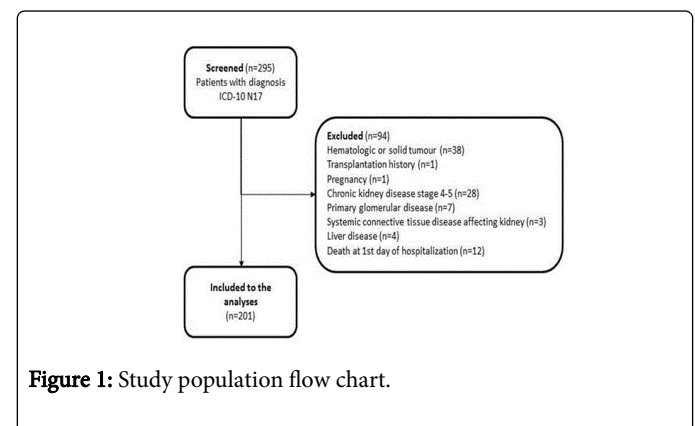 Screened (n=295)
Patients with diagnosis
ICD-10 N17
Excluded (n=94)
Hematologic or solid tumour (n=38)
Transplantation history (n=1)
Pregnancy (n=1)
Chronic kidney disease stage 4-5 (n=28)
Primary glomerular disease (n=7)
Systemic connective tissue disease affecting kidney (n=3)
Liver disease (n=4)
Death at 1st day of hospitalization (n=12)
Included to the
analyses
(n=201)
Figure 1: Study population flow chart.